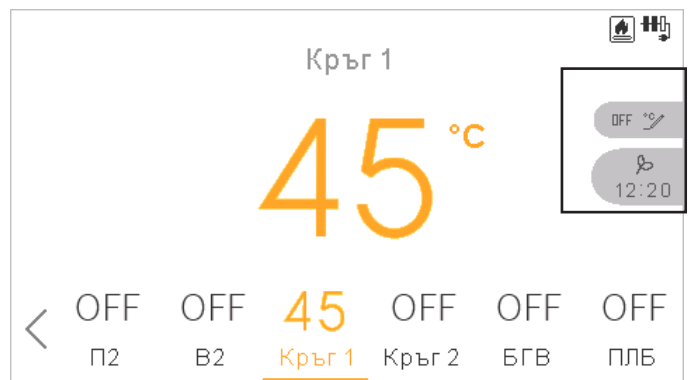 Кръг 1
45 °C
OFF °C
12:20
OFF OFF 45 OFF OFF OFF
П2 В2 Кръг 1 Кръг 2 БГВ ПЛБ